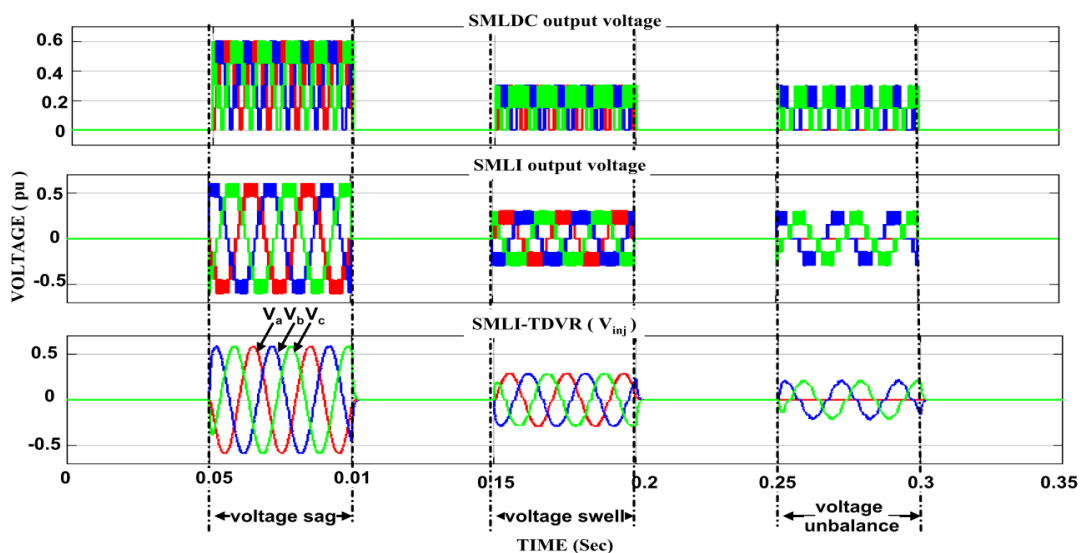 SMLDC output voltage
0.6
0.4
0.2
0
SMLI output voltage
0.5
0
-0.5
VOLTAGE ( pu )
SMLI-TDVR ( Vinj )
Va Vb Vc
0.5
0
-0.5
0 0.05 0.01 0.15 0.2 0.25 0.3 0.35
voltage sag voltage swell voltage unbalance
TIME (Sec)